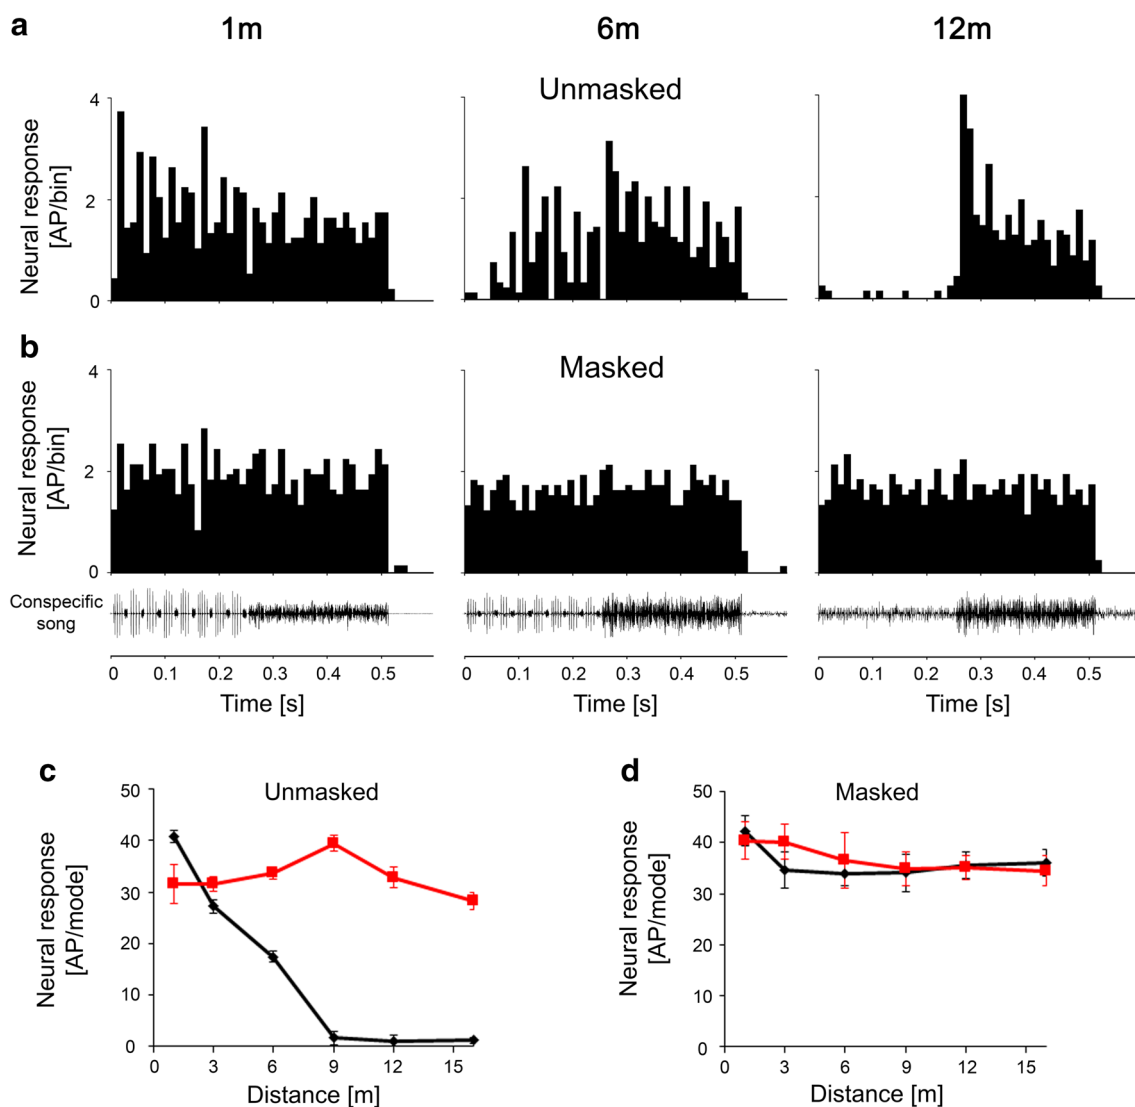 a
1m
6m
12m
Unmasked
Neural response
[AP/bin]
4
2
0
b
Masked
Neural response
[AP/bin]
4
2
0
Conspecific
song
0 0.1 0.2 0.3 0.4 0.5
0 0.1 0.2 0.3 0.4 0.5
0 0.1 0.2 0.3 0.4 0.5
Time [s]
Time [s]
Time [s]
c
Unmasked
Neural response
[AP/mode]
50
40
30
20
10
0
0 3 6 9 12 15
Distance [m]
d
Masked
Neural response
[AP/mode]
50
40
30
20
10
0
0 3 6 9 12 15
Distance [m]